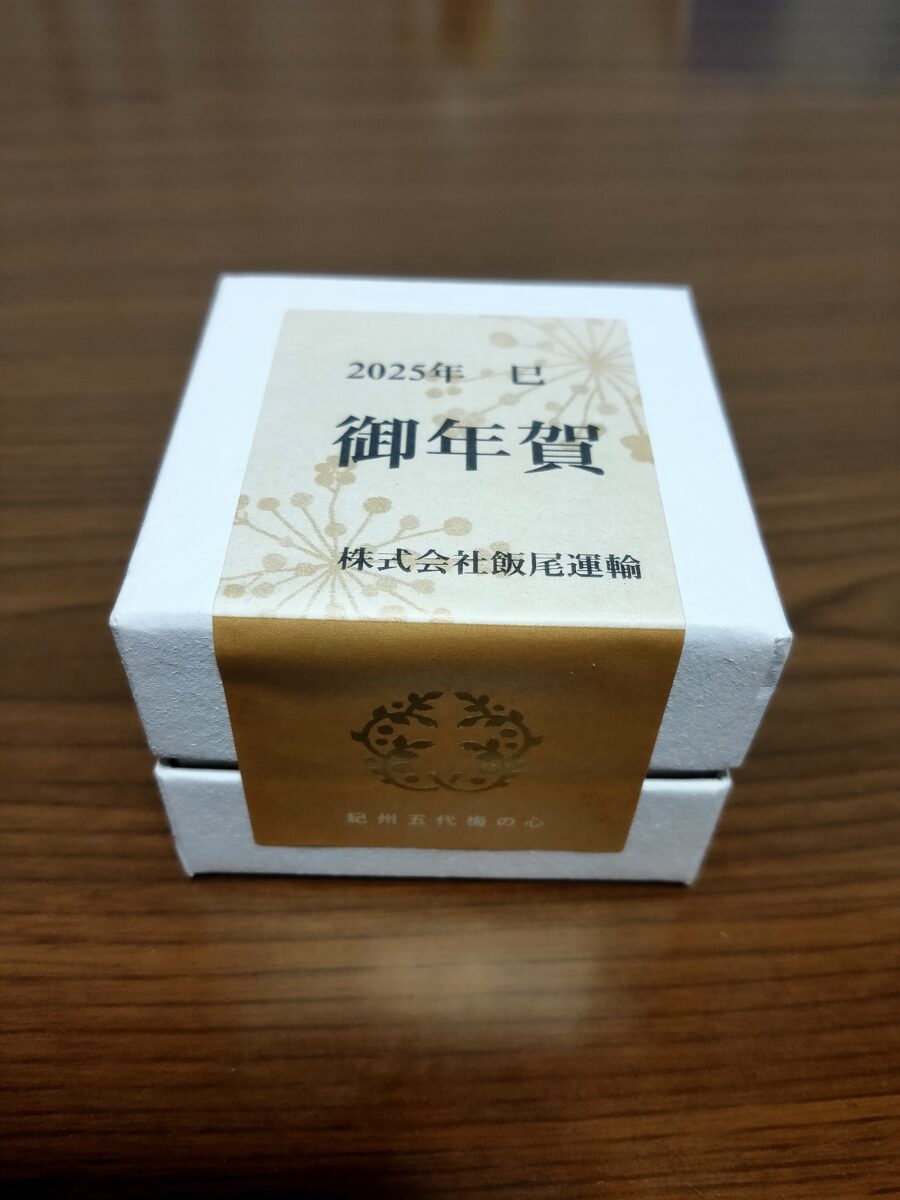 2025年 巳
御年賀
株式会社飯尾運輸
紀州五代梅の心